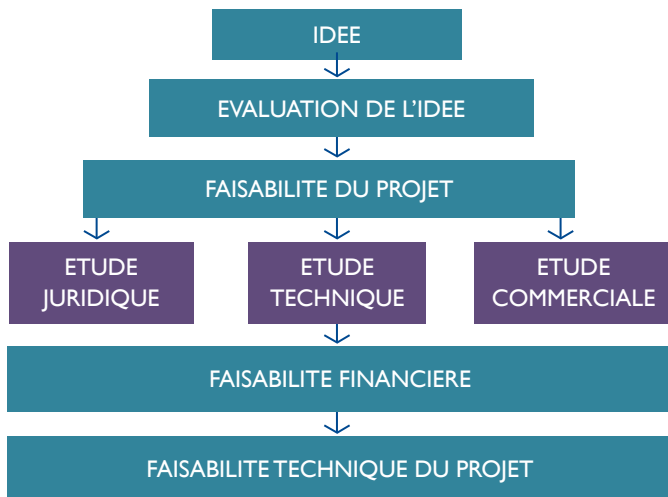 IDEE
EVALUATION DE L'IDEE
FAISABILITE DU PROJET
ETUDE
JURIDIQUE
ETUDE
TECHNIQUE
ETUDE
COMMERCIALE
FAISABILITE FINANCIERE
FAISABILITE TECHNIQUE DU PROJET